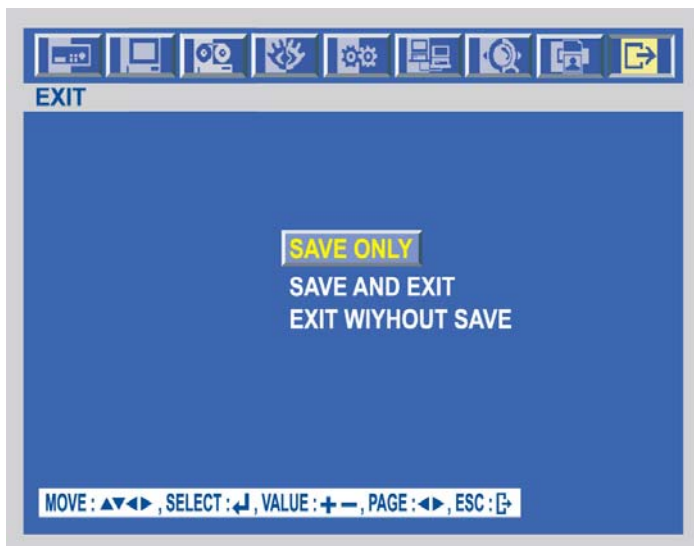 EXIT
SAVE ONLY
SAVE AND EXIT
EXIT WIYHOUT SAVE
MOVE : ▲▼◀▶ , SELECT : ↲ , VALUE : + − , PAGE : ◀▶ , ESC :